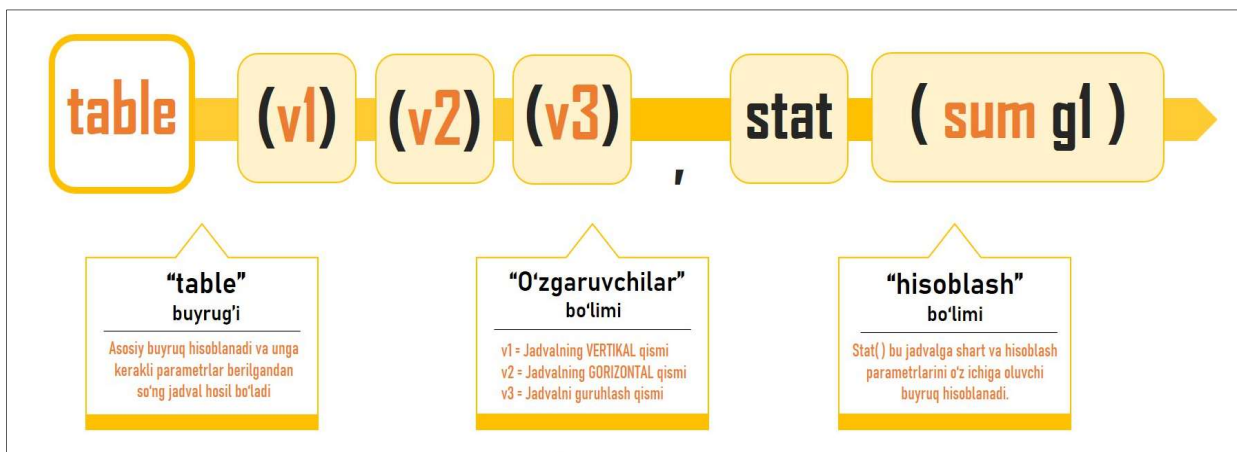 table (v1) (v2) (v3) , stat ( sum g1 )
“table”
buyrug’i
Asosiy buyruq hisoblanadi va unga
kerakli parametrlar berilgandan
so‘ng jadval hosil bo‘ladi
“O‘zgaruvchilar”
bo‘limi
v1 = Jadvalning VERTIKAL qismi
v2 = Jadvalning GORIZONTAL qismi
v3 = Jadvalni guruhlash qismi
“hisoblash”
bo‘limi
Stat( ) bu jadvalga shart va hisoblash
parametrlarini o‘z ichiga oluvchi
buyruq hisoblanadi.